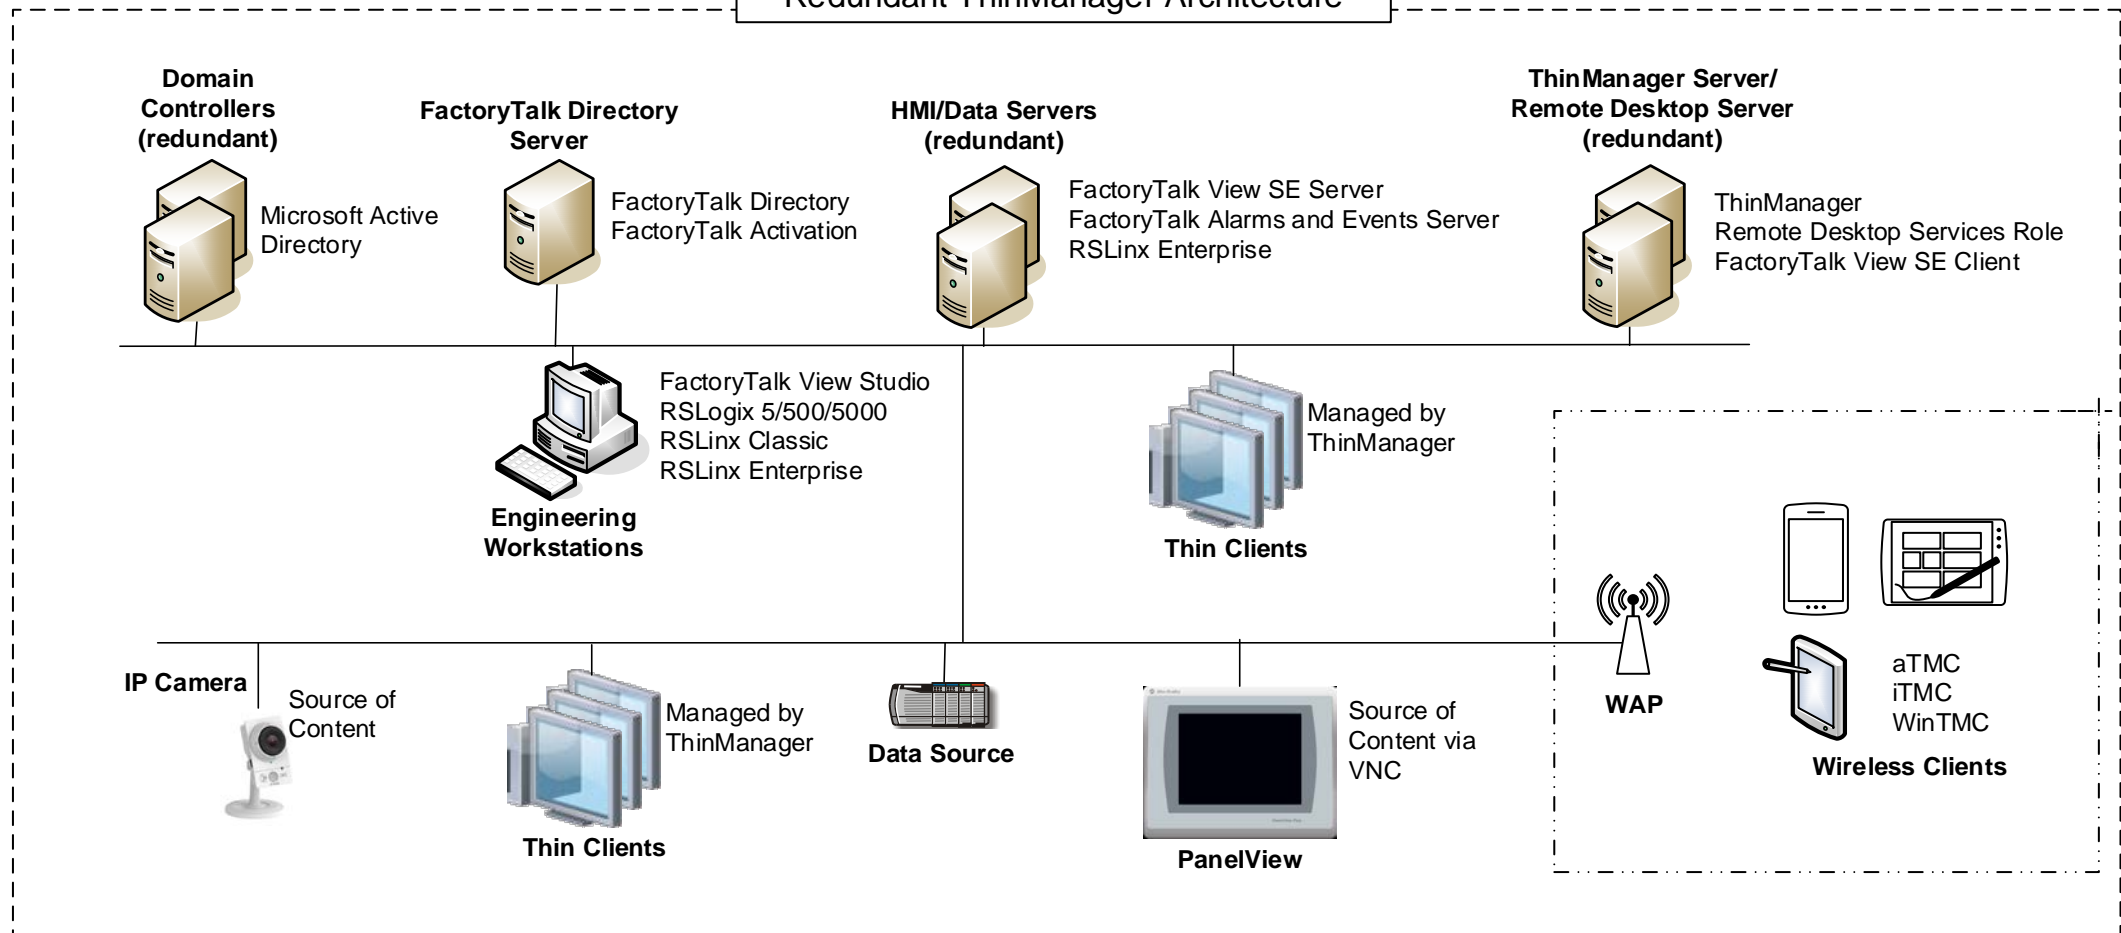 Redundant ThinManager Architecture
Domain
Controllers
(redundant)
Microsoft Active
Directory
FactoryTalk Directory
Server
FactoryTalk Directory
FactoryTalk Activation
HMI/Data Servers
(redundant)
FactoryTalk View SE Server
FactoryTalk Alarms and Events Server
RSLinx Enterprise
ThinManager Server/
Remote Desktop Server
(redundant)
ThinManager
Remote Desktop Services Role
FactoryTalk View SE Client
FactoryTalk View Studio
RSLogix 5/500/5000
RSLinx Classic
RSLinx Enterprise
Engineering
Workstations
Managed by
ThinManager
Thin Clients
IP Camera
Source of
Content
Managed by
ThinManager
Thin Clients
Data Source
Source of
Content via
VNC
PanelView
WAP
aTMC
iTMC
WinTMC
Wireless Clients